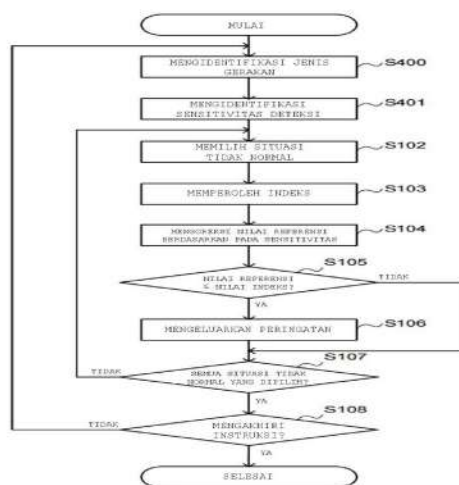 MULAI
MENGIDENTIFIKASI JENIS
GERAKAN
S400
MENGIDENTIFIKASI
SENSITIVITAS DETEKSI
S401
MEMILIH SITUASI
TIDAK NORMAL
S102
MEMPEROLEH INDEKS
S103
MENGOREKSI NILAI REFERENSI
BERDASARKAN PADA SENSITIVITAS
S104
S105
NILAI REFERENSI
≤ NILAI INDEKS?
TIDAK
YA
MENGELUARKAN PERINGATAN
S106
S107
SEMUA SITUASI TIDAK
NORMAL YANG DIPILIH?
TIDAK
YA
S108
MENGAKHIRI
INSTRUKSI?
TIDAK
YA
SELESAI